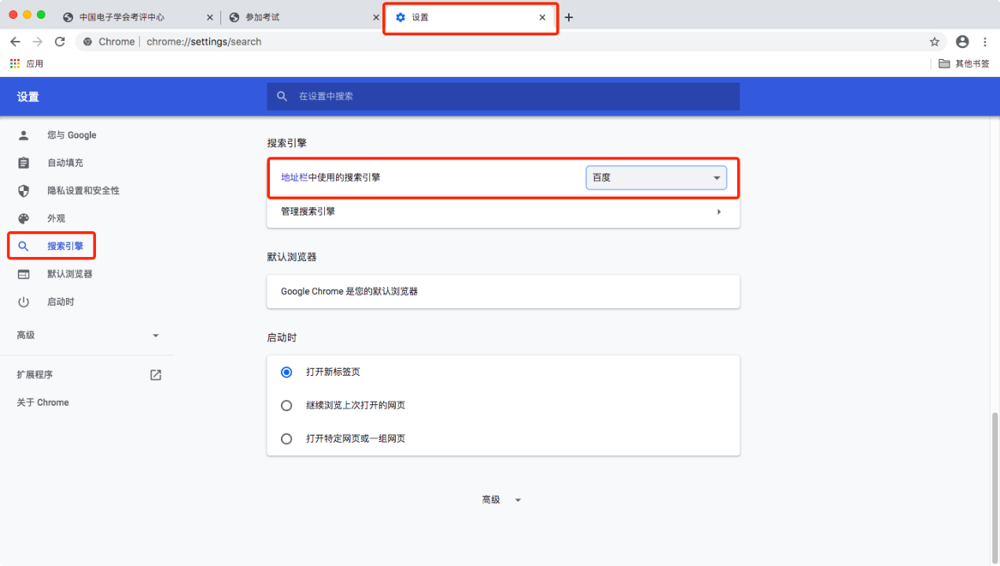 中国电子学会考评中心
参加考试
设置
Chrome
chrome://settings/search
应用
其他书签
设置
在设置中搜索
您与 Google
自动填充
隐私设置和安全性
外观
搜索引擎
默认浏览器
启动时
高级
扩展程序
关于 Chrome
搜索引擎
地址栏中使用的搜索引擎
百度
管理搜索引擎
默认浏览器
Google Chrome 是您的默认浏览器
启动时
打开新标签页
继续浏览上次打开的网页
打开特定网页或一组网页
高级